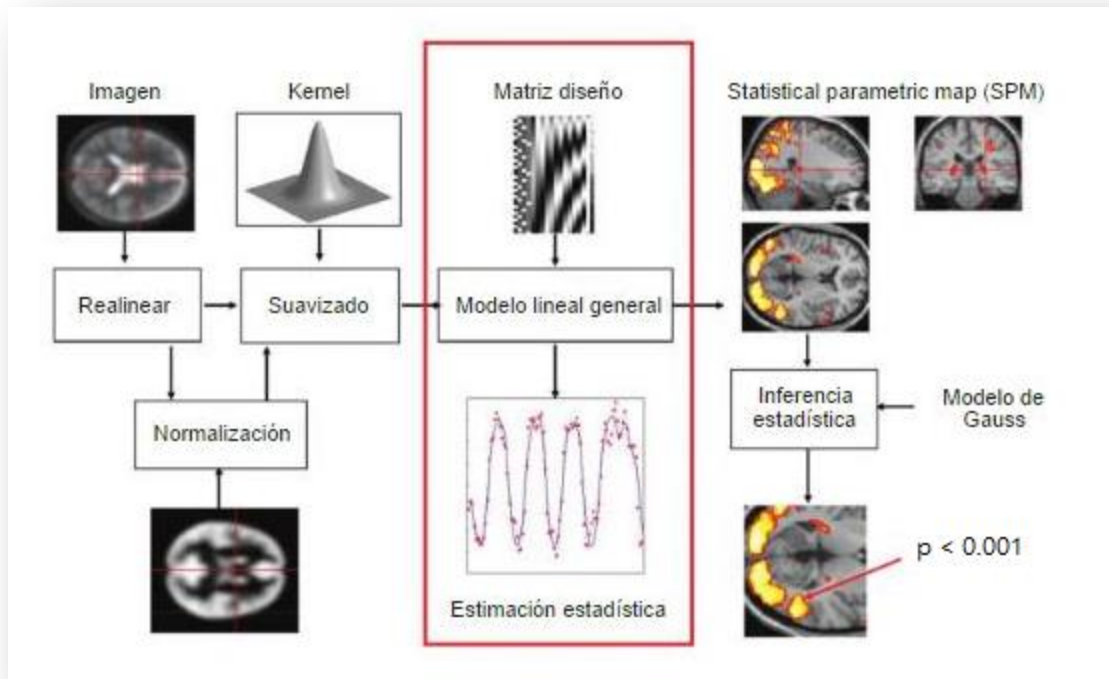 Imagen
Kernel
Matriz diseño
Statistical parametric map (SPM)
Realinear
Suavizado
Modelo lineal general
Normalización
Inferencia
estadística
Modelo de
Gauss
p < 0.001
Estimación estadística